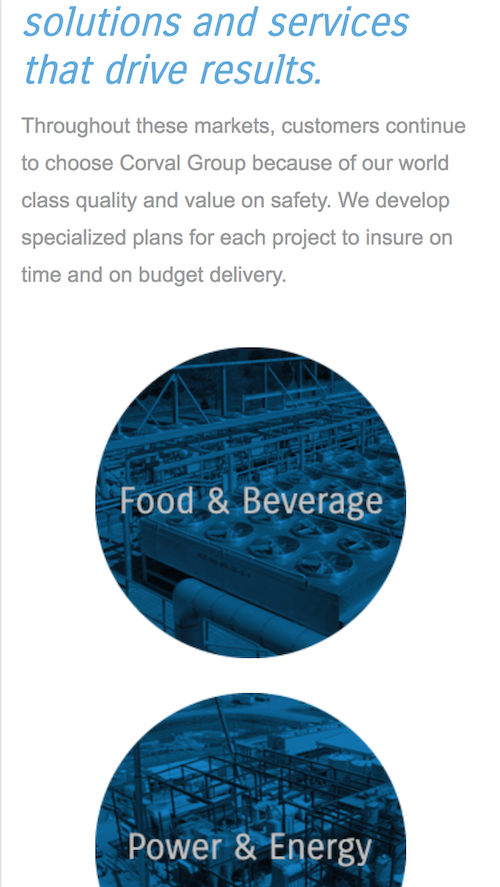 solutions and services
that drive results.
Throughout these markets, customers continue
to choose Corval Group because of our world
class quality and value on safety. We develop
specialized plans for each project to insure on
time and on budget delivery.
Food & Beverage
Power & Energy